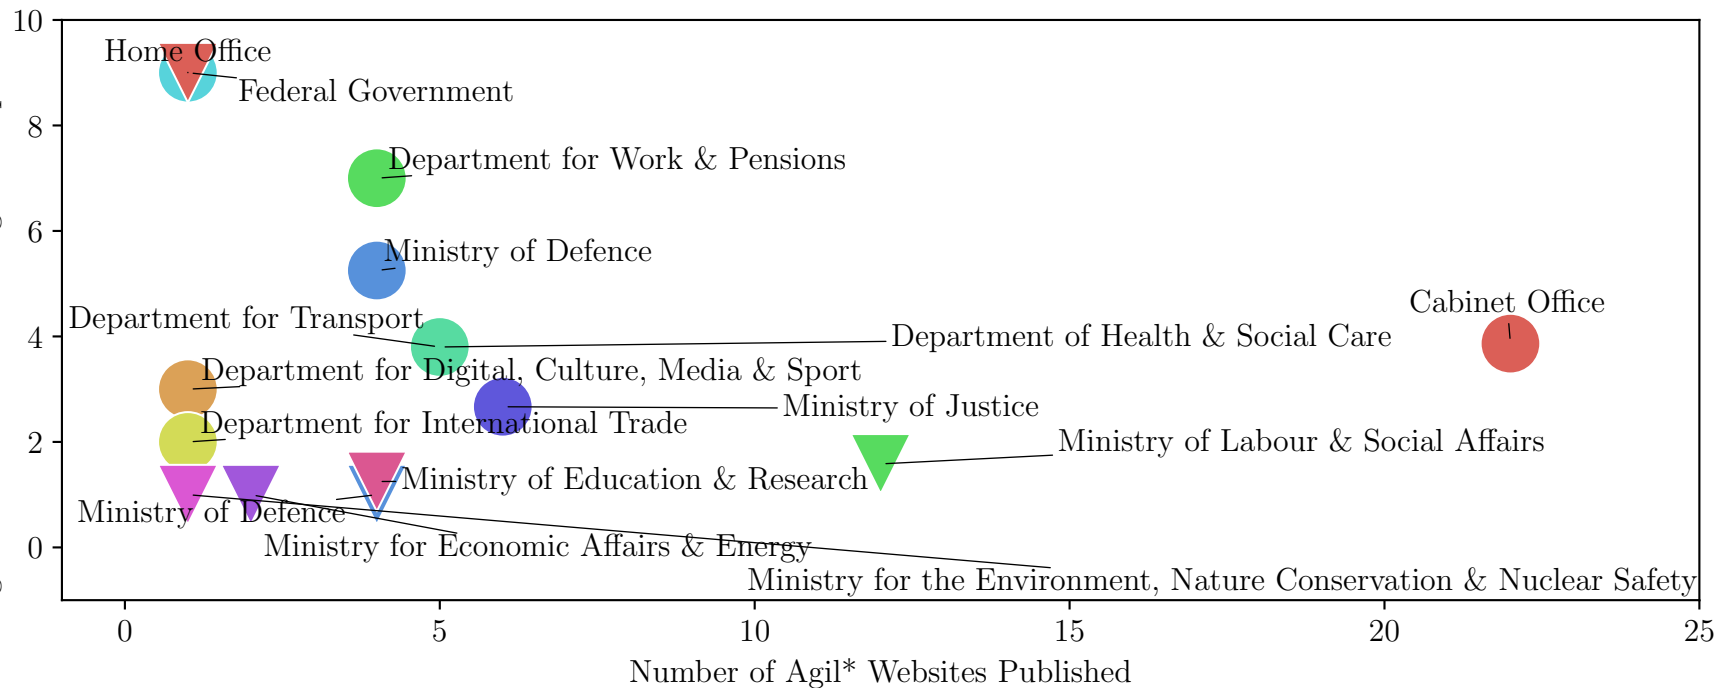 10
Home Office
Federal Government
8
Department for Work & Pensions
6
Ministry of Defence
Cabinet Office
Department for Transport
4
Department of Health & Social Care
Department for Digital, Culture, Media & Sport
Ministry of Justice
Department for International Trade
2
Ministry of Labour & Social Affairs
Ministry of Education & Research
Ministry of Defence
0
Ministry for Economic Affairs & Energy
Ministry for the Environment, Nature Conservation & Nuclear Safety
0 5 10 15 20 25
Number of Agil* Websites Published